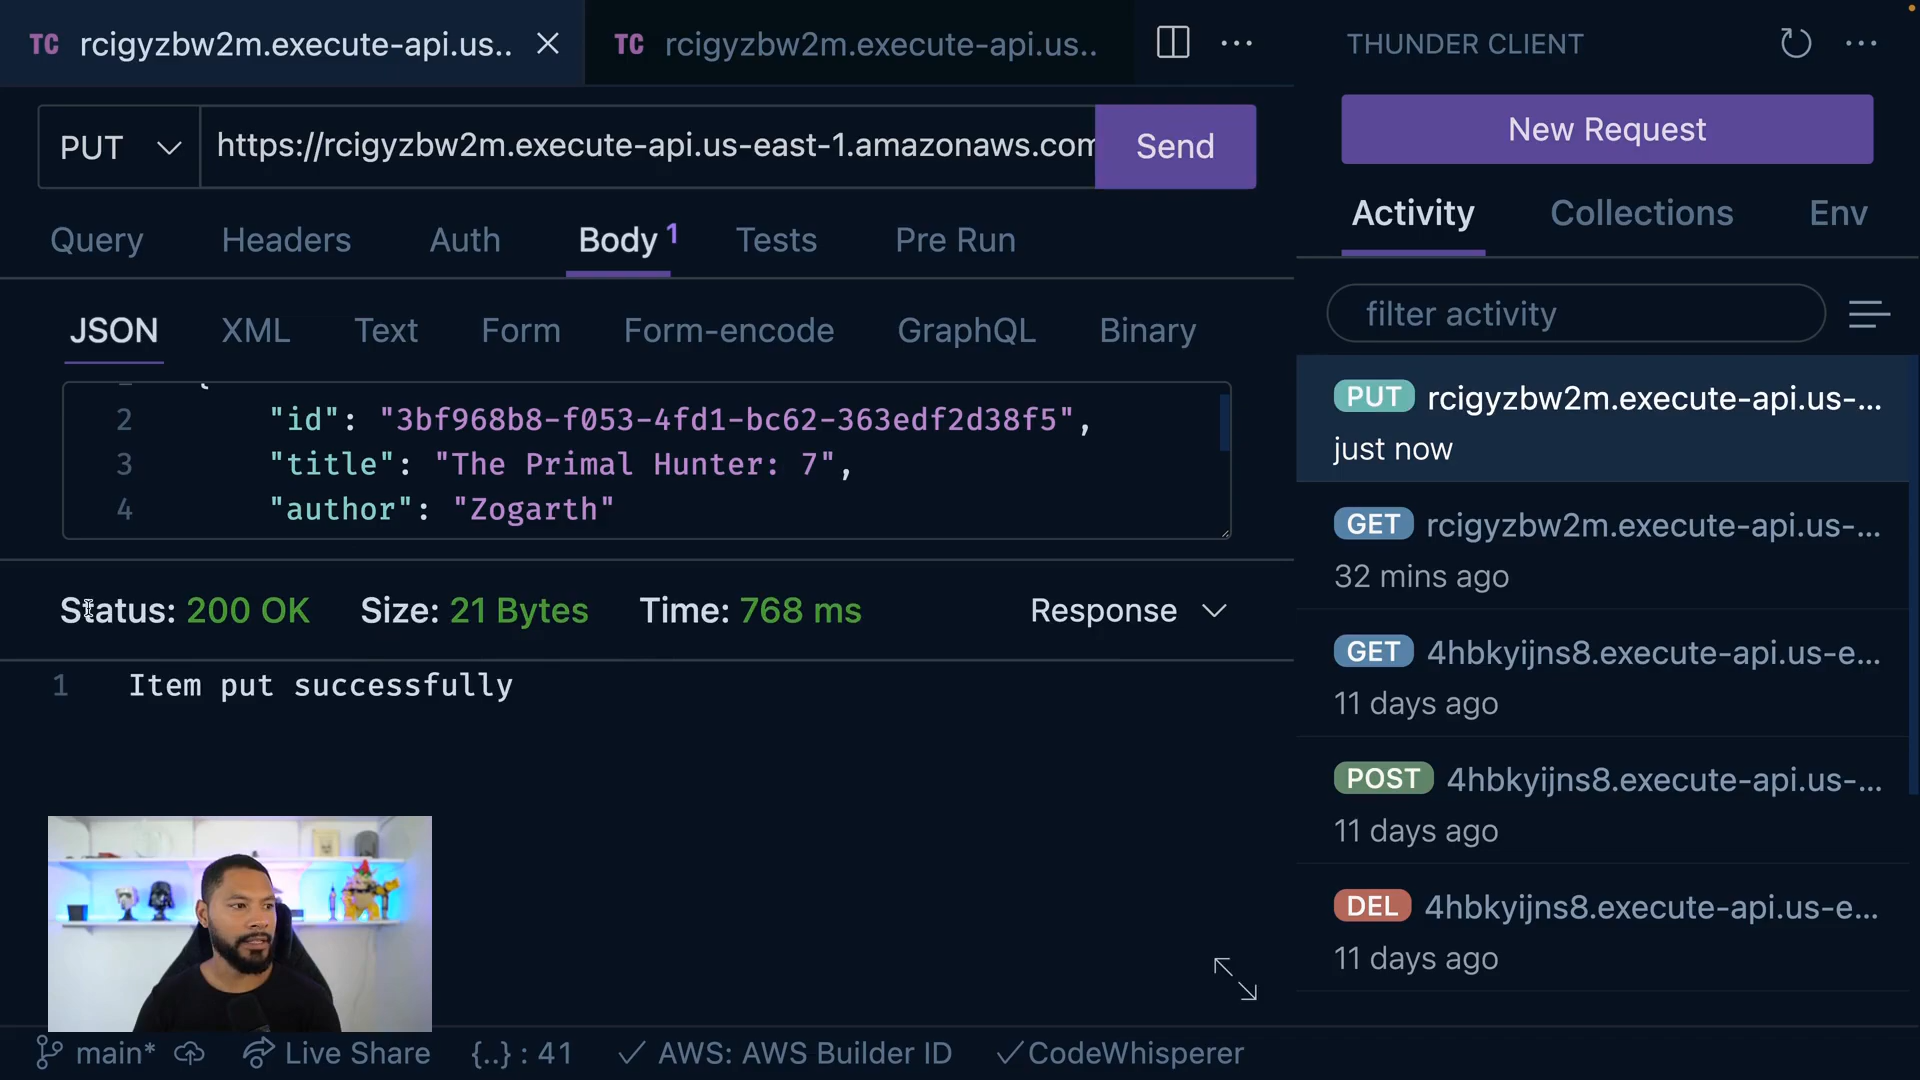 TC rcigyzbw2m.execute-api.us..
TC rcigyzbw2m.execute-api.us..
THUNDER CLIENT
PUT
https://rcigyzbw2m.execute-api.us-east-1.amazonaws.com
Send
New Request
Query
Headers
Auth
Body 1
Tests
Pre Run
Activity
Collections
Env
JSON
XML
Text
Form
Form-encode
GraphQL
Binary
filter activity
2 "id": "3bf968b8-f053-4fd1-bc62-363edf2d38f5",
3 "title": "The Primal Hunter: 7",
4 "author": "Zogarth"
Status: 200 OK
Size: 21 Bytes
Time: 768 ms
Response
1 Item put successfully
PUT rcigyzbw2m.execute-api.us-...
just now
GET rcigyzbw2m.execute-api.us-...
32 mins ago
GET 4hbkyijns8.execute-api.us-e...
11 days ago
POST 4hbkyijns8.execute-api.us-...
11 days ago
DEL 4hbkyijns8.execute-api.us-e...
11 days ago
main*
Live Share
{..} : 41
AWS: AWS Builder ID
CodeWhisperer